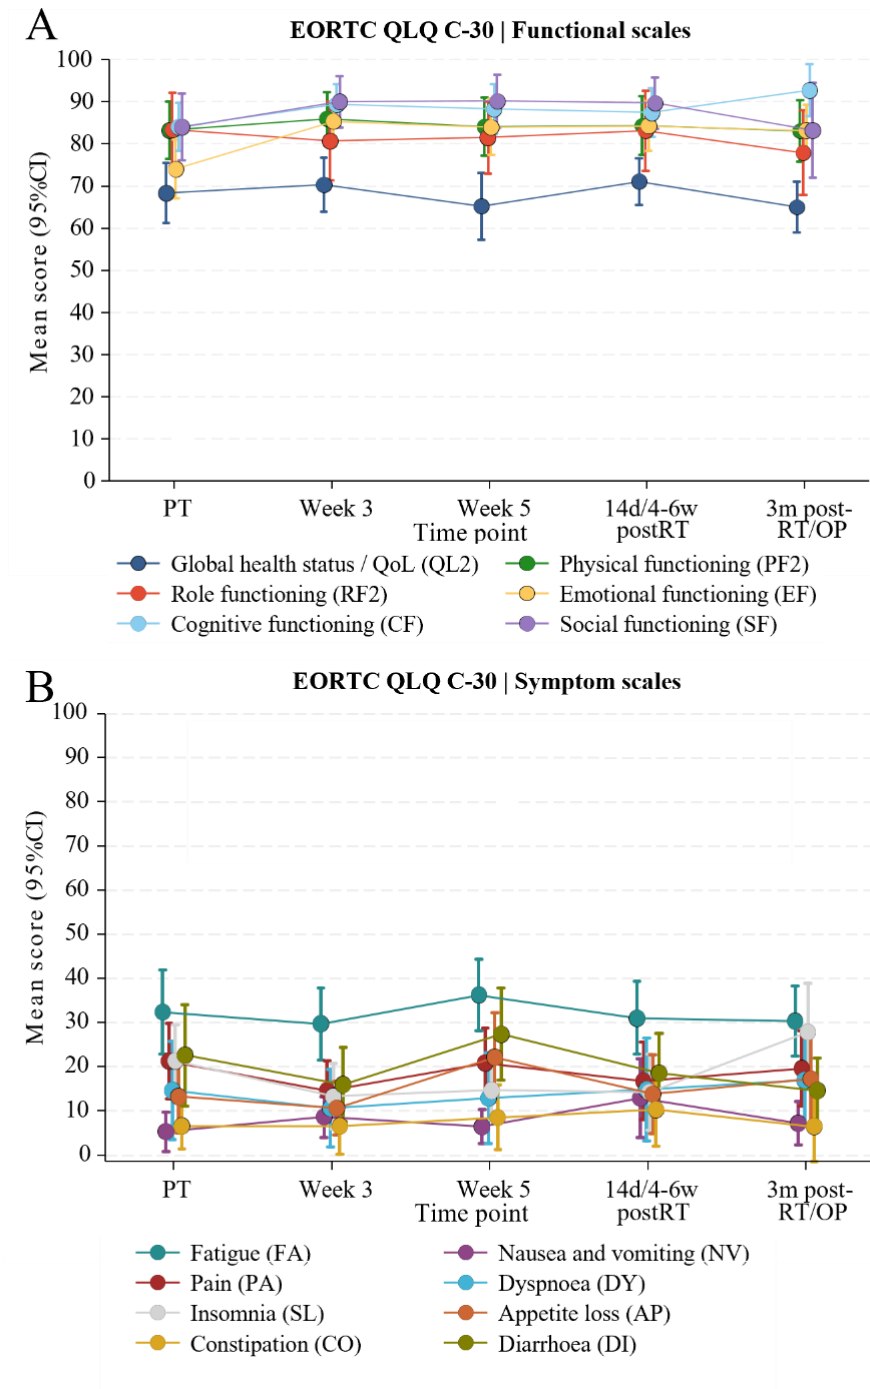 A
EORTC QLQ C-30 | Functional scales
100
90
80
70
60
50
40
30
20
10
0
Mean score (95%CI)
PT Week 3 Week 5 14d/4-6w postRT 3m post-RT/OP
Time point
Global health status / QoL (QL2) Physical functioning (PF2)
Role functioning (RF2) Emotional functioning (EF)
Cognitive functioning (CF) Social functioning (SF)
B
EORTC QLQ C-30 | Symptom scales
100
90
80
70
60
50
40
30
20
10
0
Mean score (95%CI)
PT Week 3 Week 5 14d/4-6w postRT 3m post-RT/OP
Time point
Fatigue (FA) Nausea and vomiting (NV)
Pain (PA) Dyspnoea (DY)
Insomnia (SL) Appetite loss (AP)
Constipation (CO) Diarrhoea (DI)